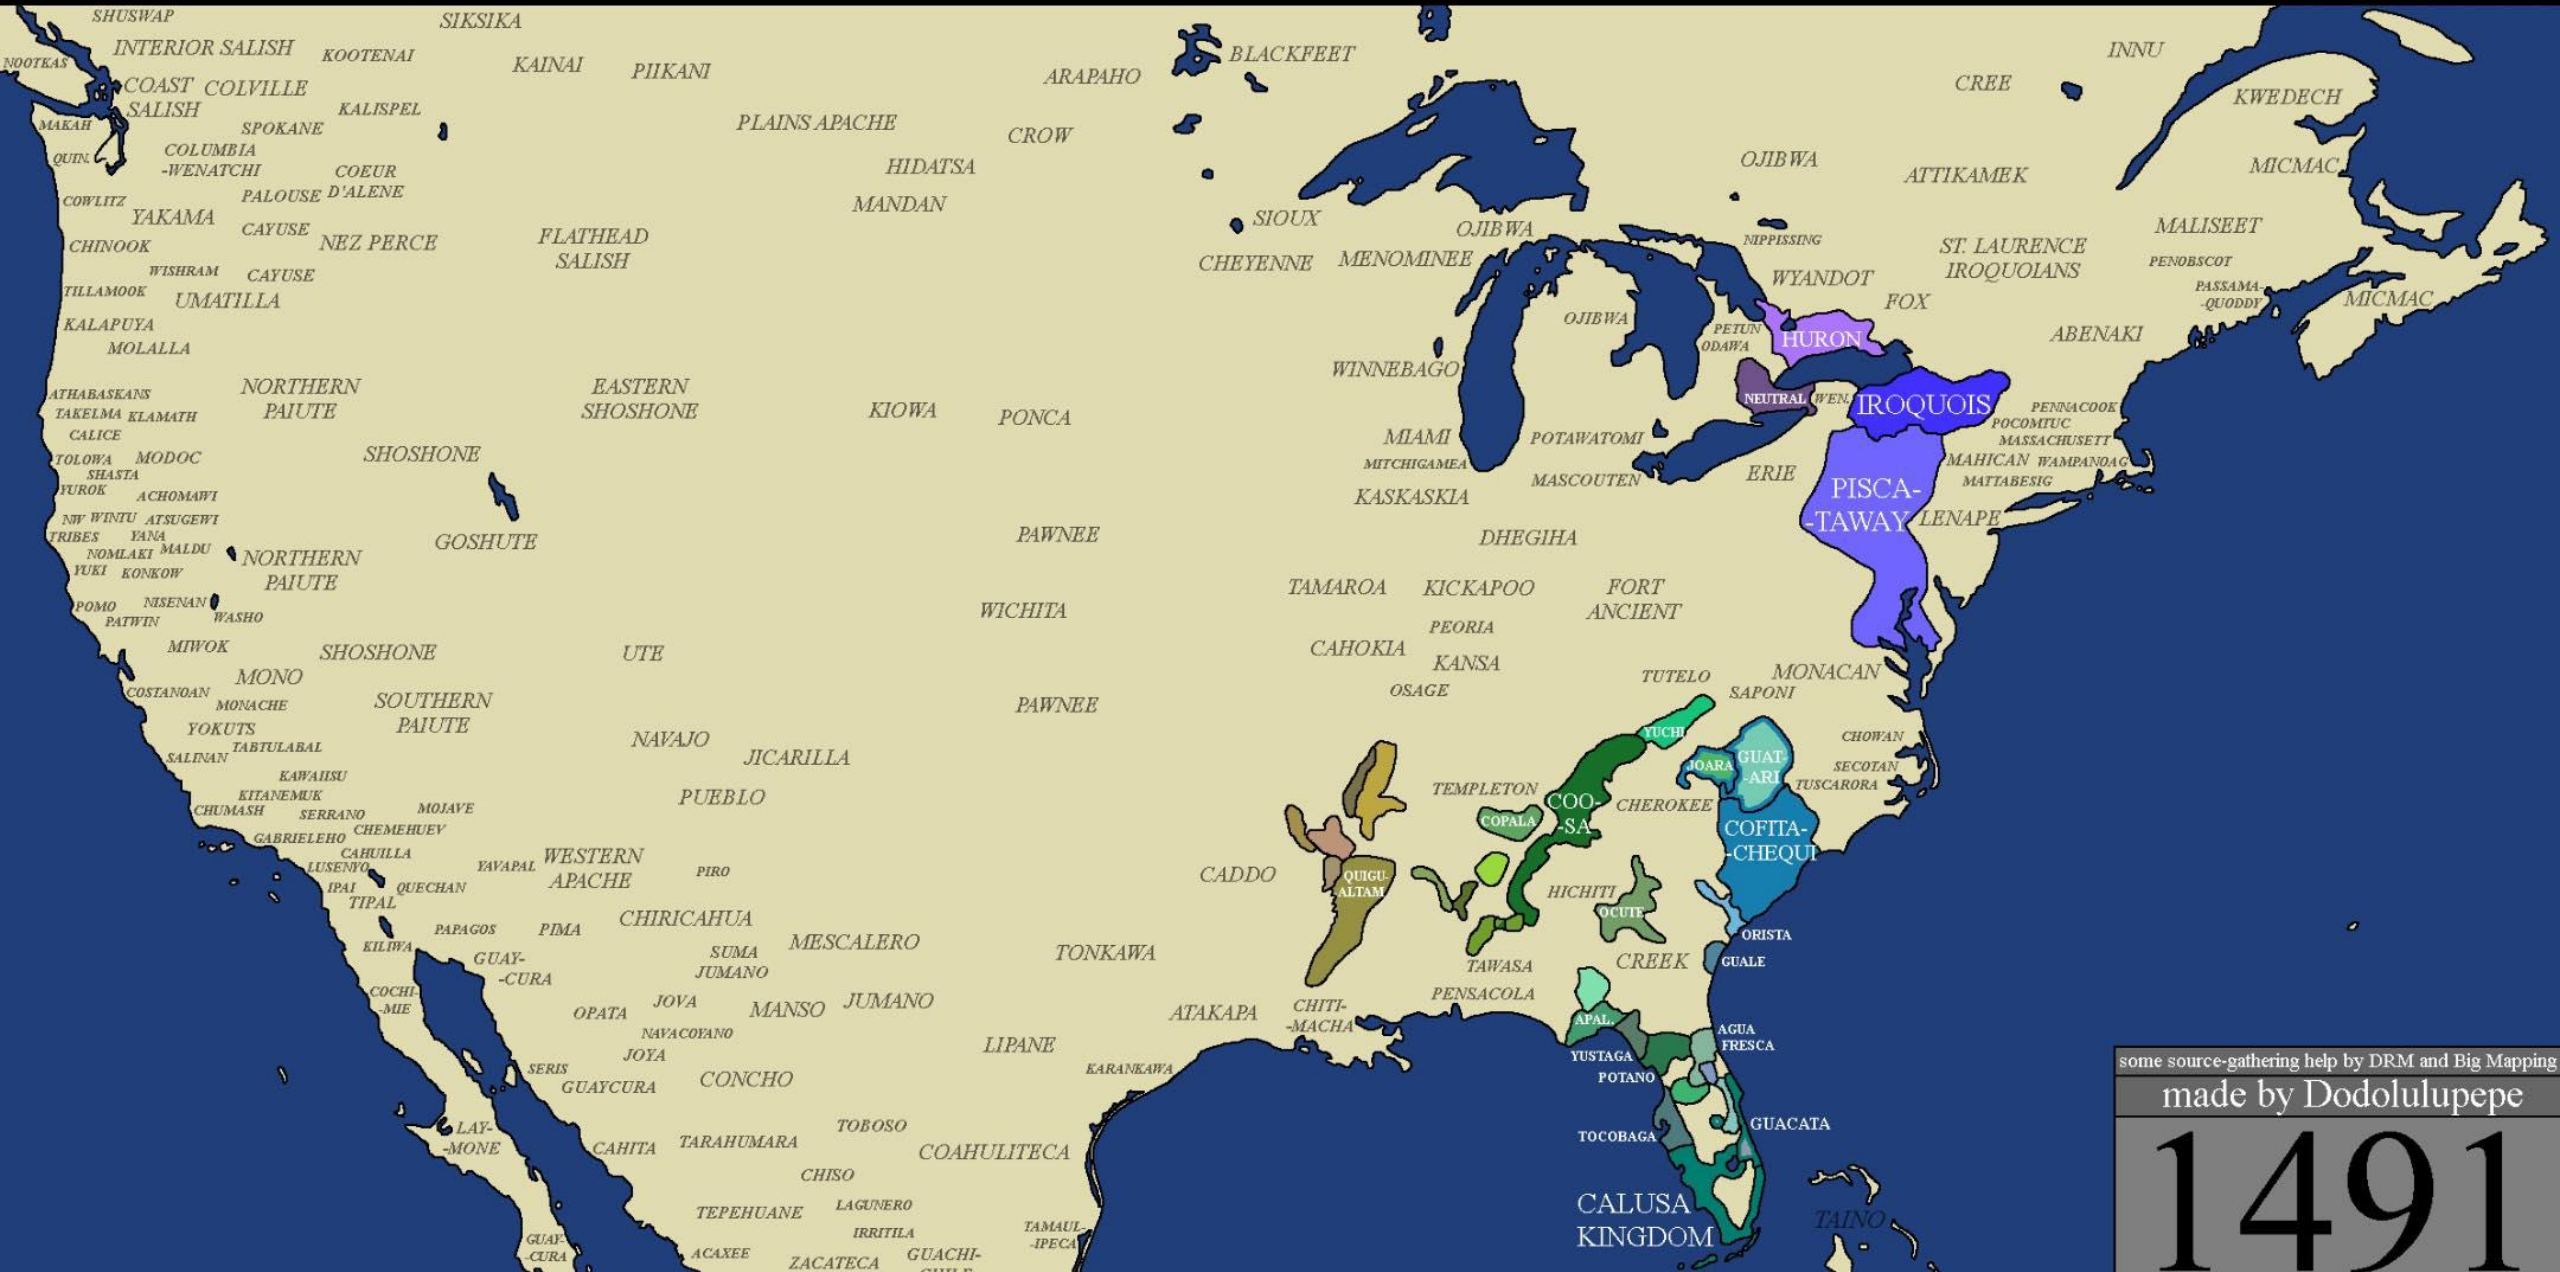 SHUSWAP
SIKSIKA
INTERIOR SALISH
KOOTENAI
NOOTKAS
KAINAI
PIIKANI
ARAPAHO
BLACKFEET
INNU
CREE
KWEDECH
COAST
SALISH
COLVILLE
KALISPEL
MAKAH
SPOKANE
PLAINS APACHE
CROW
QUIN.
COLUMBIA
-WENATCHI
COEUR
D'ALENE
HIDATSA
OJIBWA
ATTIKAMEK
MICMAC
COWLITZ
PALOUSE
MANDAN
YAKAMA
SIOUX
OJIBWA
MALISEET
CHINOOK
CAYUSE
NEZ PERCE
FLATHEAD
SALISH
NIPPISSING
ST. LAURENCE
IROQUOIANS
WISHRAM
CAYUSE
CHEYENNE
MENOMINEE
WYANDOT
PENOBSCOT
TILLAMOOK
UMATILLA
FOX
PASSAMA-
-QUODDY
MICMAC
KALAPUYA
OJIBWA
PETUN
HURON
ABENAKI
MOLALLA
ODAWA
WINNEBAGO
ATHABASKANS
NORTHERN
PAIUTE
EASTERN
SHOSHONE
KIOWA
PONCA
NEUTRAL
WEN.
IROQUOIS
PENNACOOK
TAKELMA
KLAMATH
POCOMTUC
CALICE
MIAMI
POTAWATOMI
MASSACHUSETT
TOLOWA
MODOC
SHOSHONE
MITCHIGAMEA
MAHICAN
WAMPANOAG
SHASTA
ERIE
YUROK
ACHOMAWI
KASKASKIA
MASCOUTEN
PISCA-
-TAWAY
MATTABESIG
NW
TRIBES
WINTU
ATSUGEWI
LENAPE
YANA
GOSHUTE
PAWNEE
DHEGIHA
NOMLAKI
MALDU
NORTHERN
PAIUTE
YUKI
KONKOW
TAMAROA
KICKAPOO
FORT
ANCIENT
POMO
NISENAN
WICHITA
PATWIN
WASHO
PEORIA
MIWOK
SHOSHONE
UTE
CAHOKIA
KANSA
MONO
TUTELO
MONACAN
COSTANOAN
OSAGE
SAPONI
MONACHE
SOUTHERN
PAIUTE
PAWNEE
YOKUTS
NAVAJO
YUCHI
CHOWAN
TABTULABAL
SALINAN
JICARILLA
JOARA
GUAT-
-ARI
SECOTAN
KAWAIISU
TUSCARORA
KITANEMUK
PUEBLO
TEMPLETON
COO-
-SA
CHEROKEE
CHUMASH
SERRANO
MOJAVE
COPALA
COFITA-
-CHEQUI
GABRIELEHO
CHEMEHUEV
CAHUILLA
WESTERN
APACHE
LUSENYO
YAVAPAL
PIRO
CADDO
QUIGU-
ALTAM
IPAI
QUECHAN
HICHITI
TIPAL
OCUTE
CHIRICAHUA
PAPAGOS
PIMA
ORISTA
KILIWA
MESCALERO
TONKAWA
SUMA
JUMANO
GUAY-
-CURA
TAWASA
CREEK
GUALE
COCHI-
-MIE
JOVA
MANSO
JUMANO
PENSACOLA
OPATA
ATAKAPA
CHITI-
-MACHA
APAL.
NAVACOYANO
AGUA
FRESCA
JOYA
LIPANE
YUSTAGA
SERIS
KARANKAWA
POTANO
GUAYCURA
CONCHO
TOBOSO
GUACATA
LAY-
-MONE
CAHITA
TARAHUMARA
COAHULITECA
TOCOBAGA
CHISO
TEPEHUANE
LAGUNERO
CALUSA
KINGDOM
IRRITILA
TAMAUL-
-IPECA
TAINO
GUAY-
-CURA
ACAXEE
ZACATECA
GUACHI-
some source-gathering help by DRM and Big Mapping
made by Dodolulupepe
1491